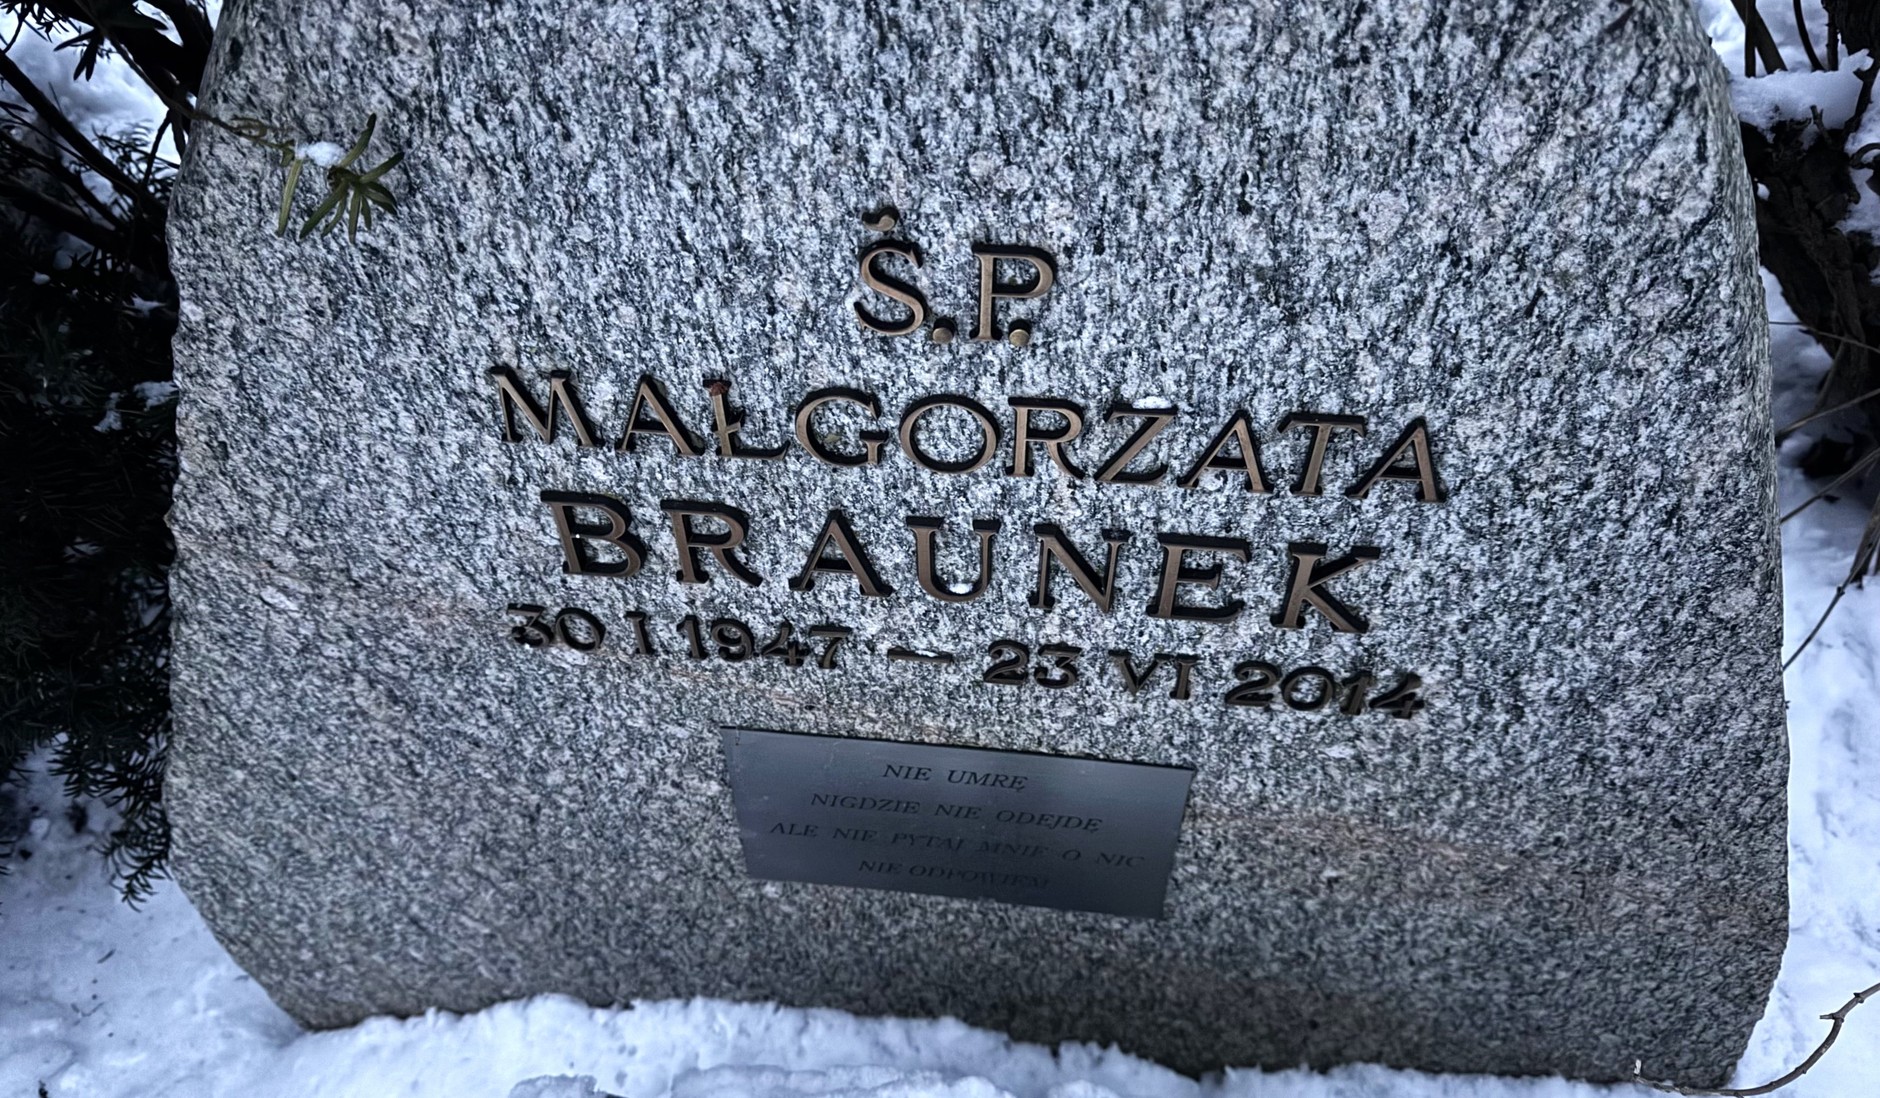 Ś.P.
MAŁGORZATA
BRAUNEK
30 I 1947 — 23 VI 2014
NIE UMRĘ
NIGDZIE NIE ODEJDĘ
ALE NIE PYTAJ MNIE O NIC
NIE ODPOWIEM